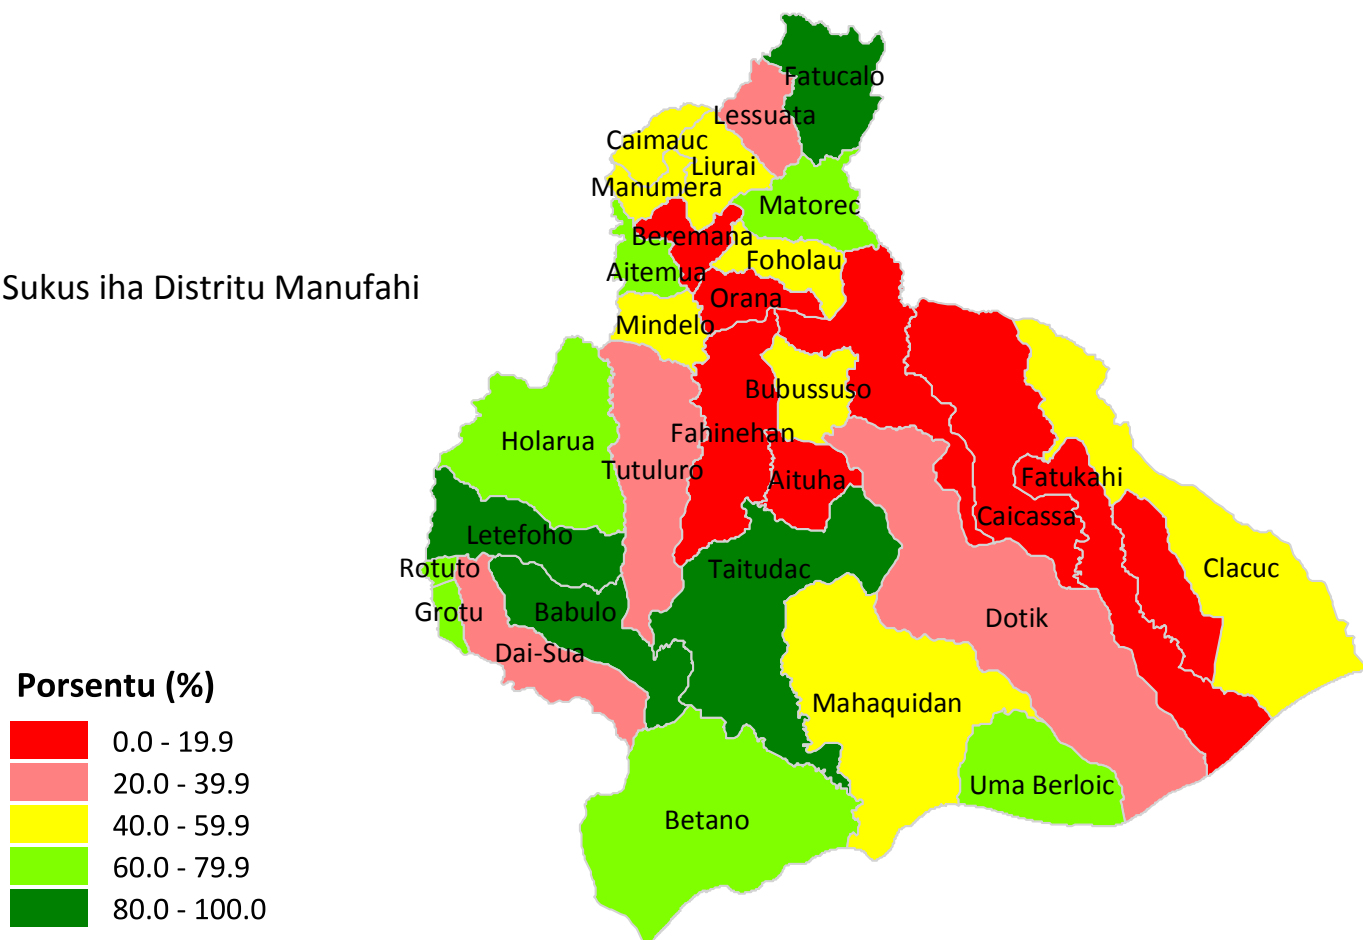 Fatucalo
Lessuata
Caimauc
Liurai
Manumera
Matorec
Beremana
Foholau
Aitemua
Sukus iha Distritu Manufahi
Orana
Mindelo
Bubussuso
Fahinehan
Holarua
Tutuluro
Aituha
Fatukahi
Caicassa
Letefoho
Rotuto
Taitudac
Clacuc
Grotu
Babulo
Dotik
Dai-Sua
Porsentu (%)
Mahaquidan
0.0 - 19.9
20.0 - 39.9
Uma Berloic
40.0 - 59.9
Betano
60.0 - 79.9
80.0 - 100.0